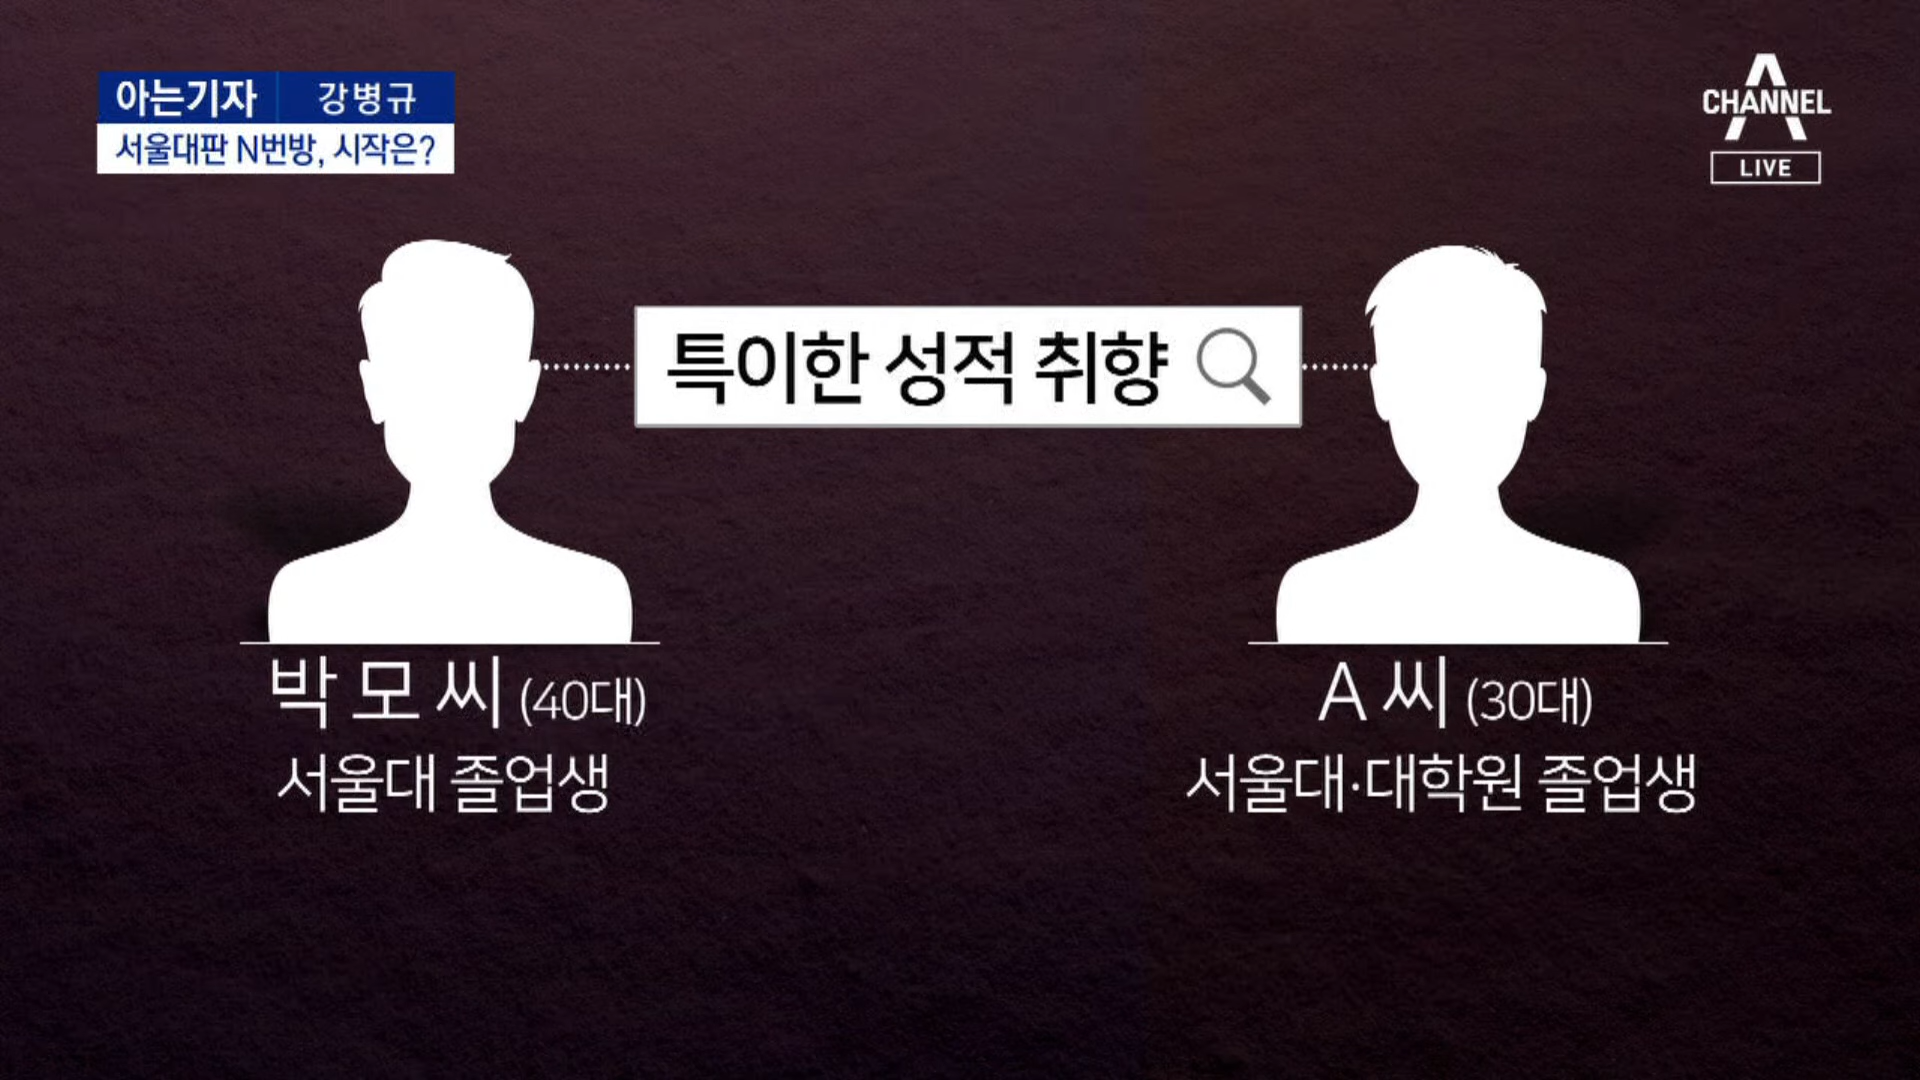 아는기자 강병규
서울대판 N번방, 시작은?
CHANNEL A
LIVE
특이한 성적 취향
박 모 씨 (40대)
서울대 졸업생
A 씨 (30대)
서울대·대학원 졸업생